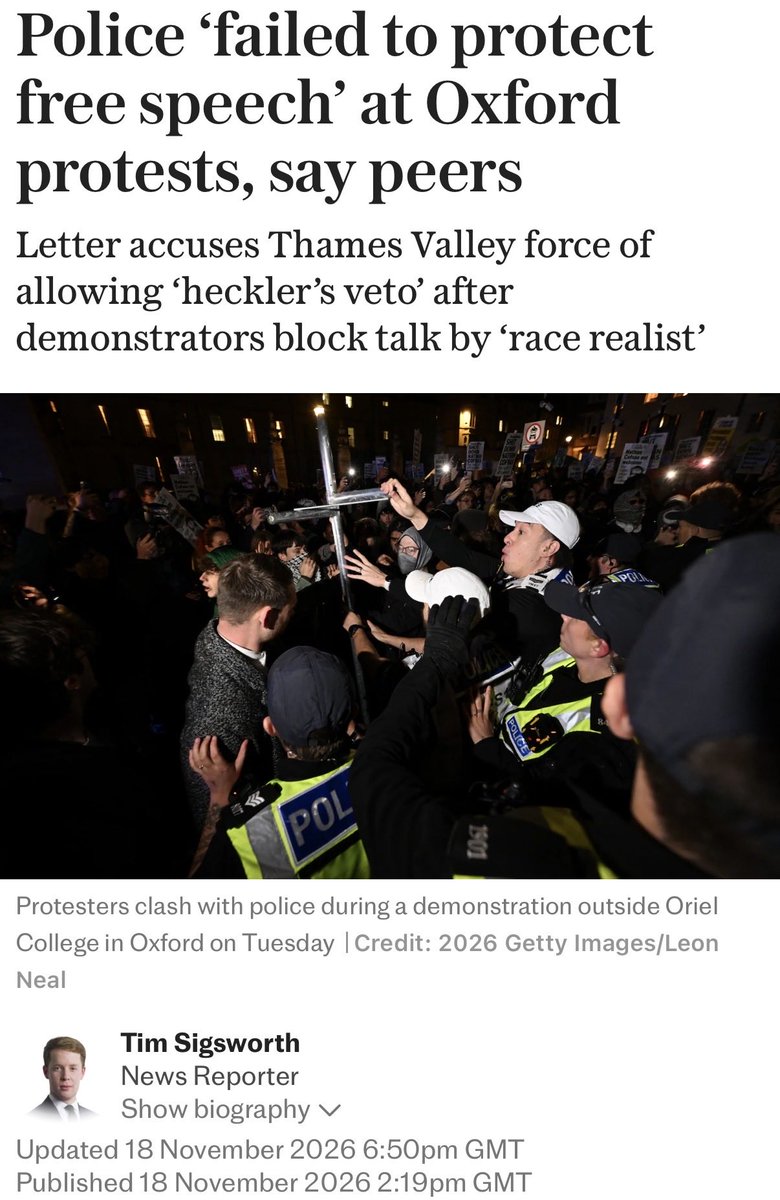 Police ‘failed to protect
free speech’ at Oxford
protests, say peers
Letter accuses Thames Valley force of
allowing ‘heckler’s veto’ after
demonstrators block talk by ‘race realist’
POLICE
POL
POLICE
1501
Protesters clash with police during a demonstration outside Oriel
College in Oxford on Tuesday | Credit: 2026 Getty Images/Leon
Neal
Tim Sigsworth
News Reporter
Show biography
Updated 18 November 2026 6:50pm GMT
Published 18 November 2026 2:19pm GMT